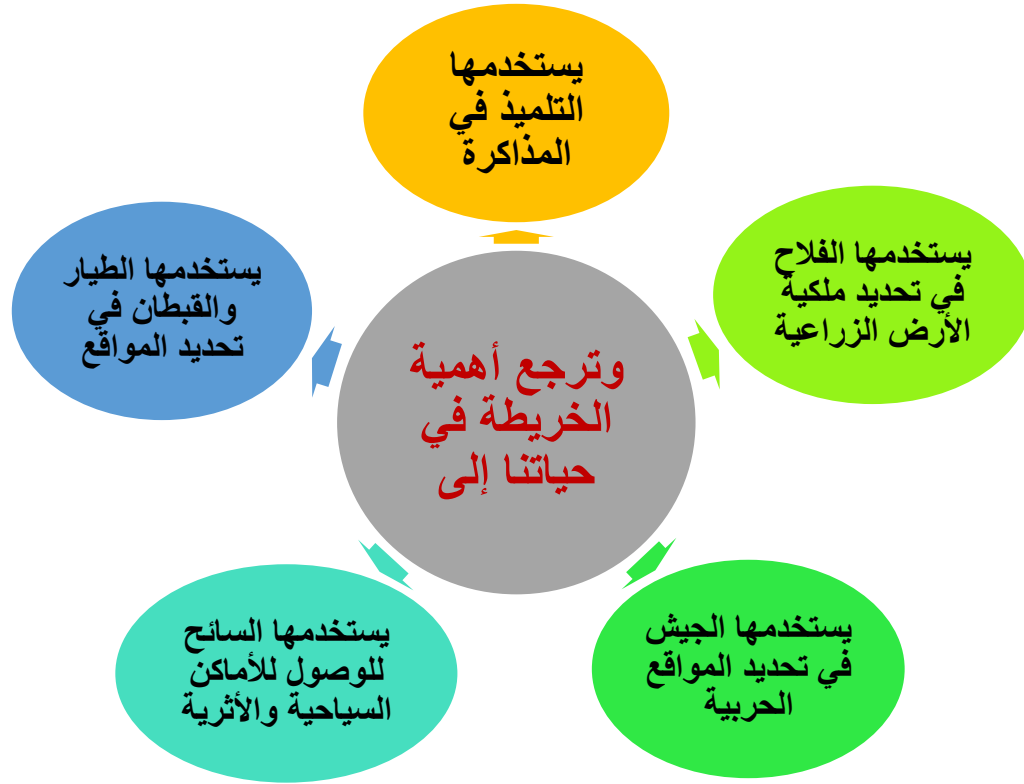 يستخدمها
التلميذ في
المذاكرة
يستخدمها الفلاح
في تحديد ملكية
الأرض الزراعية
يستخدمها الطيار
والقبطان في
تحديد المواقع
وترجع أهمية
الخريطة في
حياتنا إلى
يستخدمها الجيش
في تحديد المواقع
الحربية
يستخدمها السائح
للوصول للأماكن
السياحية والأثرية